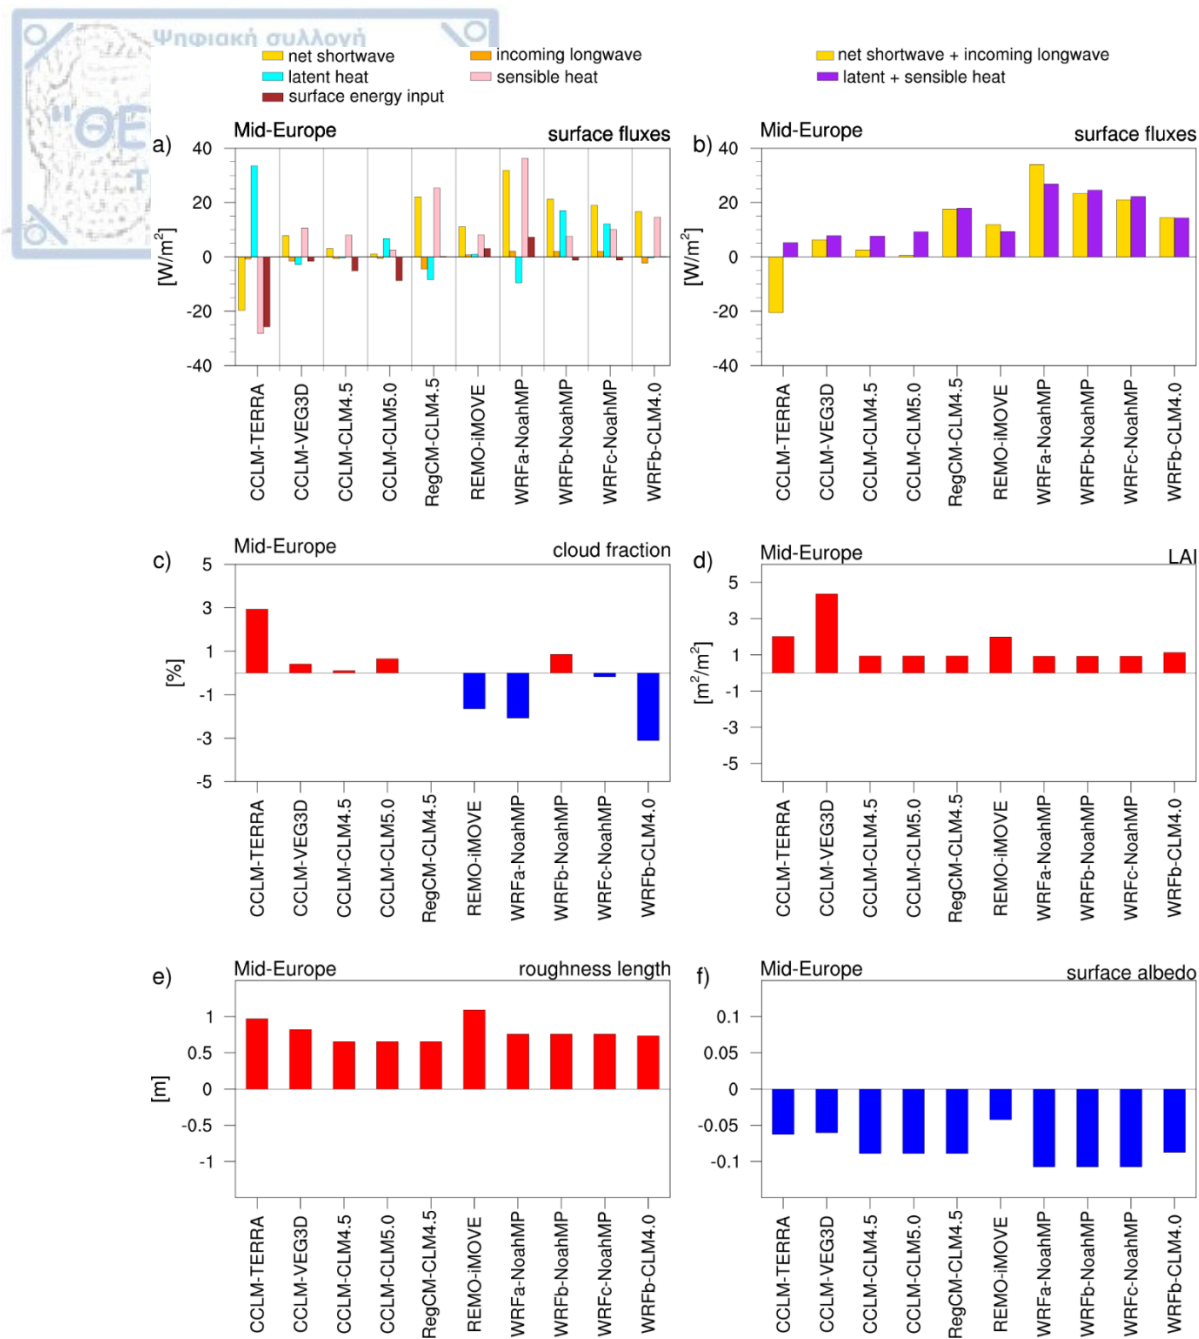 Ψηφιακή συλλογή
"ΘΕ
net shortwave
incoming longwave
latent heat
sensible heat
surface energy input
net shortwave + incoming longwave
latent + sensible heat
a)
Mid-Europe
surface fluxes
[W/m²]
40
20
0
-20
-40
CCLM-TERRA
CCLM-VEG3D
CCLM-CLM4.5
CCLM-CLM5.0
RegCM-CLM4.5
REMO-iMOVE
WRFa-NoahMP
WRFb-NoahMP
WRFc-NoahMP
WRFb-CLM4.0
b)
Mid-Europe
surface fluxes
[W/m²]
40
20
0
-20
-40
CCLM-TERRA
CCLM-VEG3D
CCLM-CLM4.5
CCLM-CLM5.0
RegCM-CLM4.5
REMO-iMOVE
WRFa-NoahMP
WRFb-NoahMP
WRFc-NoahMP
WRFb-CLM4.0
c)
Mid-Europe
cloud fraction
[%]
5
3
1
-1
-3
-5
CCLM-TERRA
CCLM-VEG3D
CCLM-CLM4.5
CCLM-CLM5.0
RegCM-CLM4.5
REMO-iMOVE
WRFa-NoahMP
WRFb-NoahMP
WRFc-NoahMP
WRFb-CLM4.0
d)
Mid-Europe
LAI
[m²/m²]
5
3
1
-1
-3
-5
CCLM-TERRA
CCLM-VEG3D
CCLM-CLM4.5
CCLM-CLM5.0
RegCM-CLM4.5
REMO-iMOVE
WRFa-NoahMP
WRFb-NoahMP
WRFc-NoahMP
WRFb-CLM4.0
e)
Mid-Europe
roughness length
[m]
1
0.5
0
-0.5
-1
CCLM-TERRA
CCLM-VEG3D
CCLM-CLM4.5
CCLM-CLM5.0
RegCM-CLM4.5
REMO-iMOVE
WRFa-NoahMP
WRFb-NoahMP
WRFc-NoahMP
WRFb-CLM4.0
f)
Mid-Europe
surface albedo
0.1
0.05
0
-0.05
-0.1
CCLM-TERRA
CCLM-VEG3D
CCLM-CLM4.5
CCLM-CLM5.0
RegCM-CLM4.5
REMO-iMOVE
WRFa-NoahMP
WRFb-NoahMP
WRFc-NoahMP
WRFb-CLM4.0